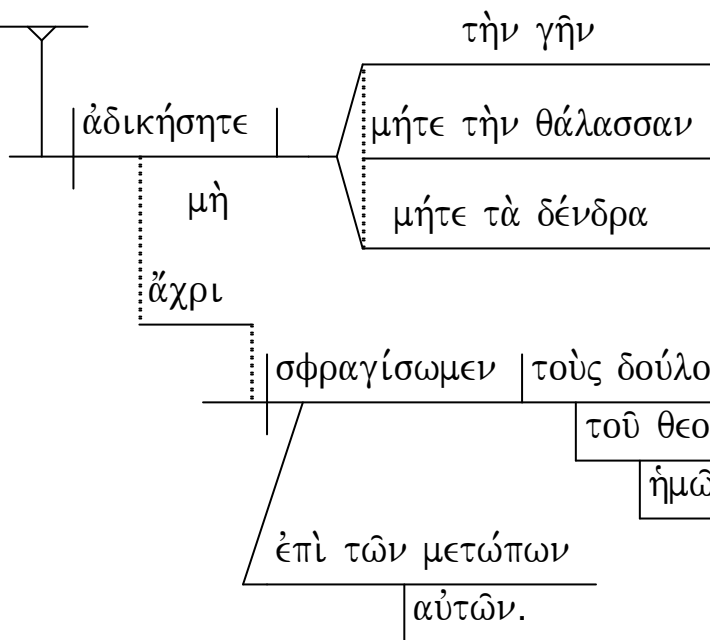 τὴν γῆν
ἀδικήσητε
μήτε τὴν θάλασσαν
μὴ
μήτε τὰ δένδρα
ἄχρι
σφραγίσωμεν τοὺς δούλο
τοῦ θεο
ἡμῶ
ἐπὶ τῶν μετώπων
αὐτῶν.